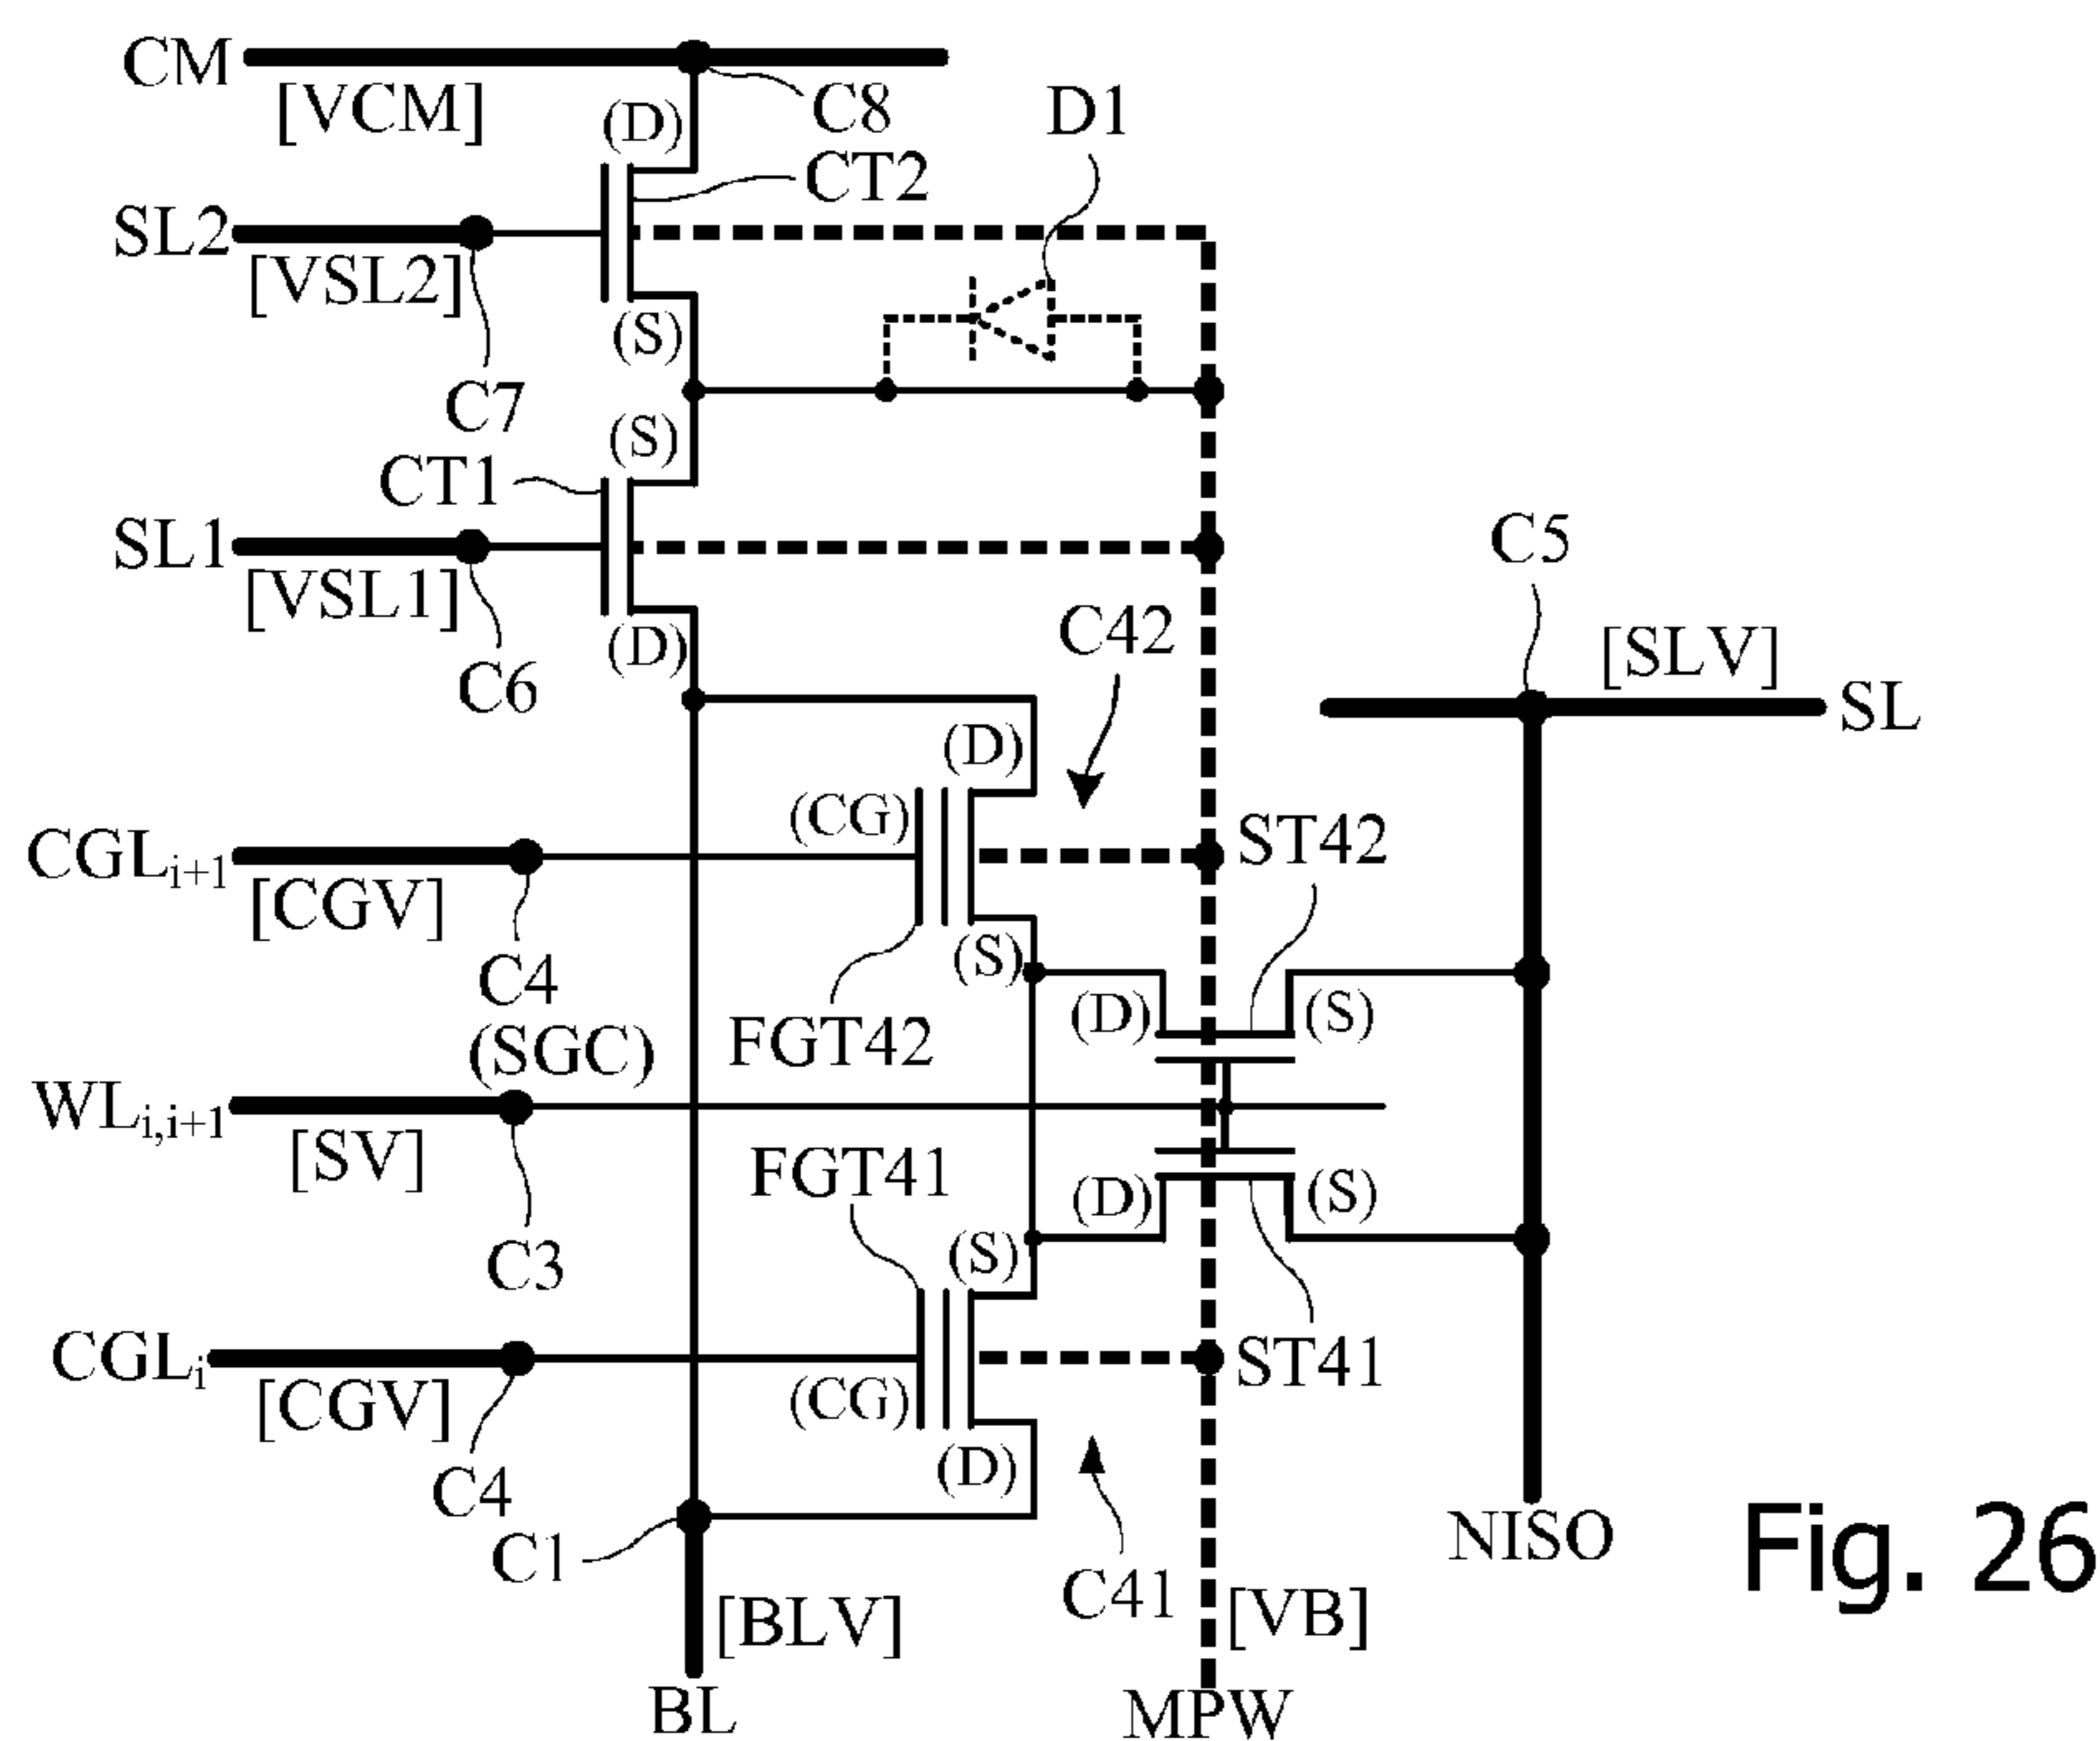 CM
[VCM]
C8
D1
(D)
CT2
SL2
[VSL2]
(S)
C7
(S)
CT1
SL1
[VSL1]
C5
C42
(D)
C6
[SLV]
SL
(D)
(CG)
ST42
CGLi+1
[CGV]
(S)
C4
(SGC)
(D)
(S)
FGT42
WLi,i+1
[SV]
FGT41
(D)
(S)
C3
(S)
CGLi
[CGV]
(CG)
ST41
(D)
C4
C1
NISO
Fig. 26
C41
[BLV]
[VB]
BL
MPW